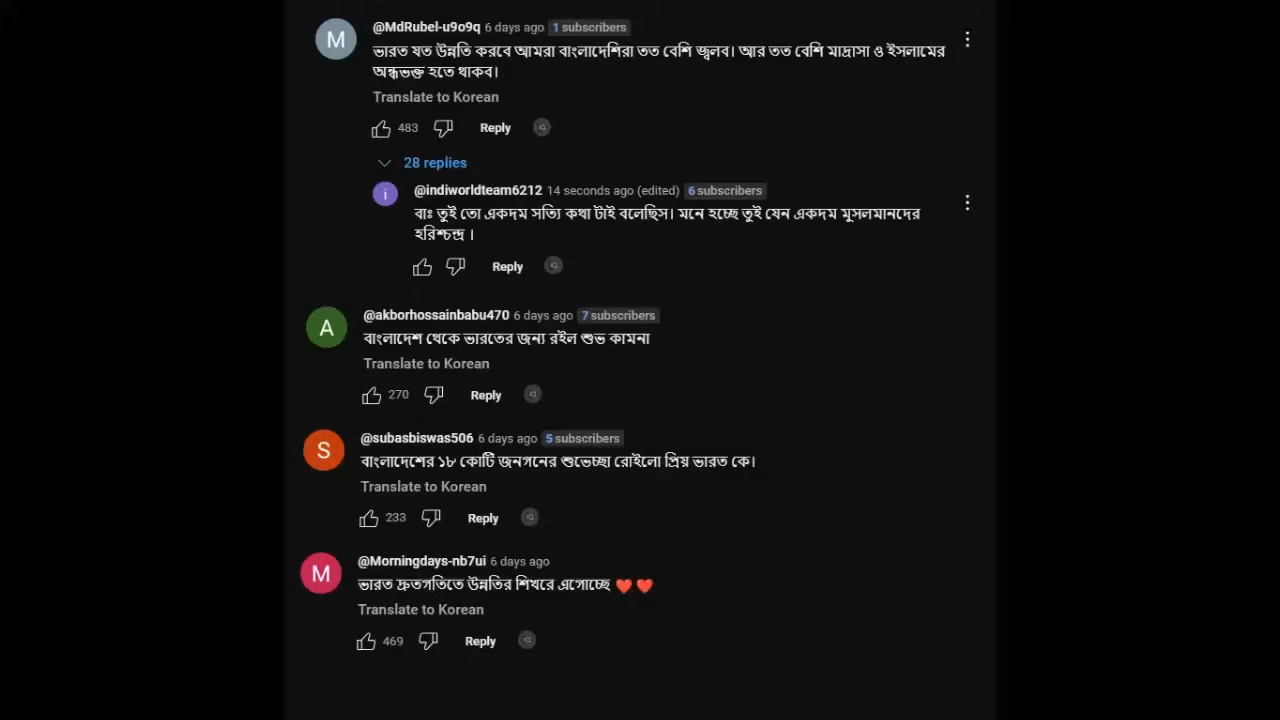 @MdRubel-u9o9q 6 days ago 1 subscribers
ভারত যত উন্নতি করবে আমরা বাংলাদেশিরা তত বেশি জ্বলব। আর তত বেশি মাদ্রাসা ও ইসলামের
অন্ধভক্ত হতে থাকব।
Translate to Korean
483 Reply
28 replies
@indiworldteam6212 14 seconds ago (edited) 6 subscribers
বাঃ তুই তো একদম সত্যি কথা টাই বলেছিস। মনে হচ্ছে তুই যেন একদম মুসলমানদের
হরিশ্চন্দ্র ।
Reply
@akborhossainbabu470 6 days ago 7 subscribers
বাংলাদেশ থেকে ভারতের জন্য রইল শুভ কামনা
Translate to Korean
270 Reply
@subasbiswas506 6 days ago 5 subscribers
বাংলাদেশের ১৮ কোটি জনগনের শুভেচ্ছা রোইলো প্রিয় ভারত কে।
Translate to Korean
233 Reply
@Morningdays-nb7ui 6 days ago
ভারত দ্রুতগতিতে উন্নতির শিখরে এগোচ্ছে ❤️ ❤️
Translate to Korean
469 Reply